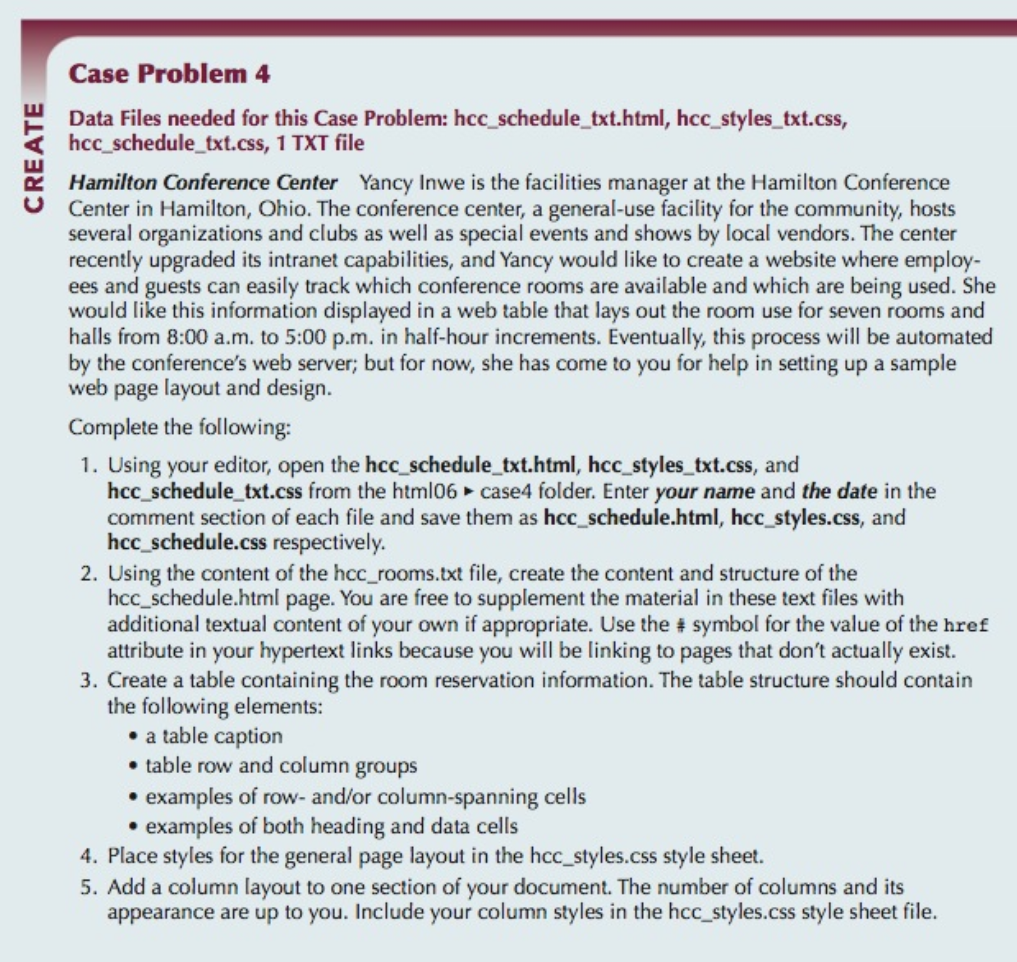 CREATE
Case Problem 4
Data Files needed for this Case Problem: hcc_schedule_txt.html, hcc_styles_txt.css,
hcc_schedule_txt.css, 1 TXT file
Hamilton Conference Center Yancy Inwe is the facilities manager at the Hamilton Conference
Center in Hamilton, Ohio. The conference center, a general-use facility for the community, hosts
several organizations and clubs as well as special events and shows by local vendors. The center
recently upgraded its intranet capabilities, and Yancy would like to create a website where employ-
ees and guests can easily track which conference rooms are available and which are being used. She
would like this information displayed in a web table that lays out the room use for seven rooms and
halls from 8:00 a.m. to 5:00 p.m. in half-hour increments. Eventually, this process will be automated
by the conference's web server; but for now, she has come to you for help in setting up a sample
web page layout and design.
Complete the following:
1. Using your editor, open the hcc_schedule_txt.html, hcc_styles_txt.css, and
hcc_schedule_txt.css from the html06 ► case4 folder. Enter your name and the date in the
comment section of each file and save them as hcc_schedule.html, hcc_styles.css, and
hcc_schedule.css respectively.
2. Using the content of the hcc_rooms.txt file, create the content and structure of the
hcc_schedule.html page. You are free to supplement the material in these text files with
additional textual content of your own if appropriate. Use the # symbol for the value of the href
attribute in your hypertext links because you will be linking to pages that don't actually exist.
3. Create a table containing the room reservation information. The table structure should contain
the following elements:
• a table caption
• table row and column groups
• examples of row- and/or column-spanning cells
• examples of both heading and data cells
4. Place styles for the general page layout in the hcc_styles.css style sheet.
5. Add a column layout to one section of your document. The number of columns and its
appearance are up to you. Include your column styles in the hcc_styles.css style sheet file.